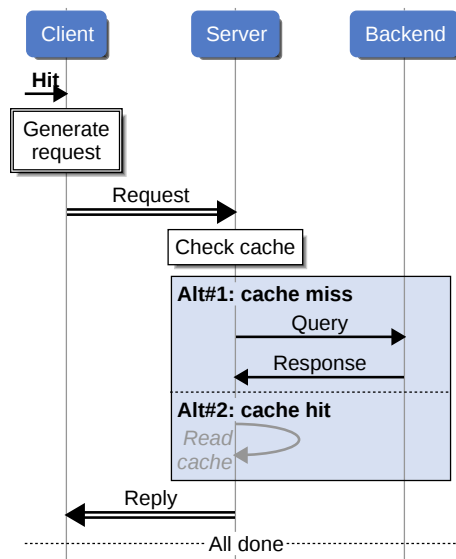 Client
Server
Backend
Hit
Generate
request
Request
Check cache
Alt#1: cache miss
Query
Response
Alt#2: cache hit
Read
cache
Reply
All done